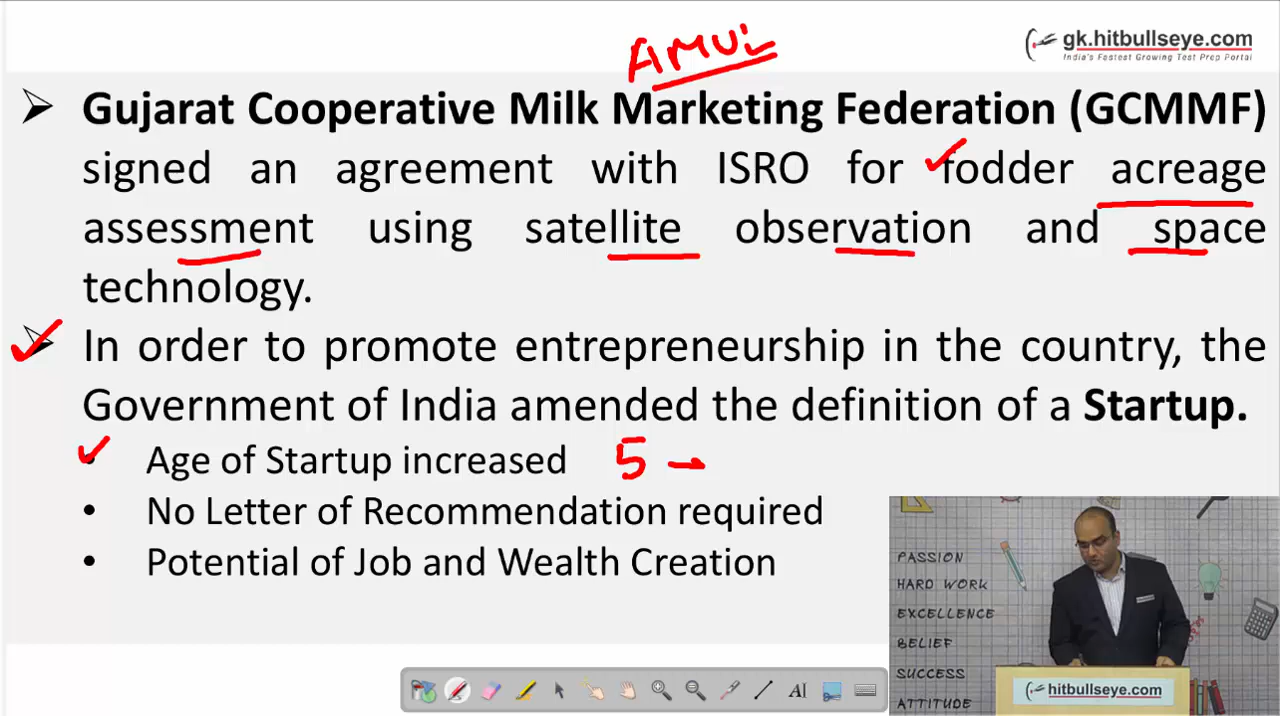 AMUL
gk.hitbullseye.com
India's Fastest Growing Test Prep Portal
Gujarat Cooperative Milk Marketing Federation (GCMMF)
signed an agreement with ISRO for fodder acreage
assessment using satellite observation and space
technology.
In order to promote entrepreneurship in the country, the
Government of India amended the definition of a Startup.
• Age of Startup increased 5 →
• No Letter of Recommendation required
• Potential of Job and Wealth Creation
PASSION
HARD WORK
EXCELLENCE
BELIEF
SUCCESS
ATTITUDE
hitbullseye.com
AI